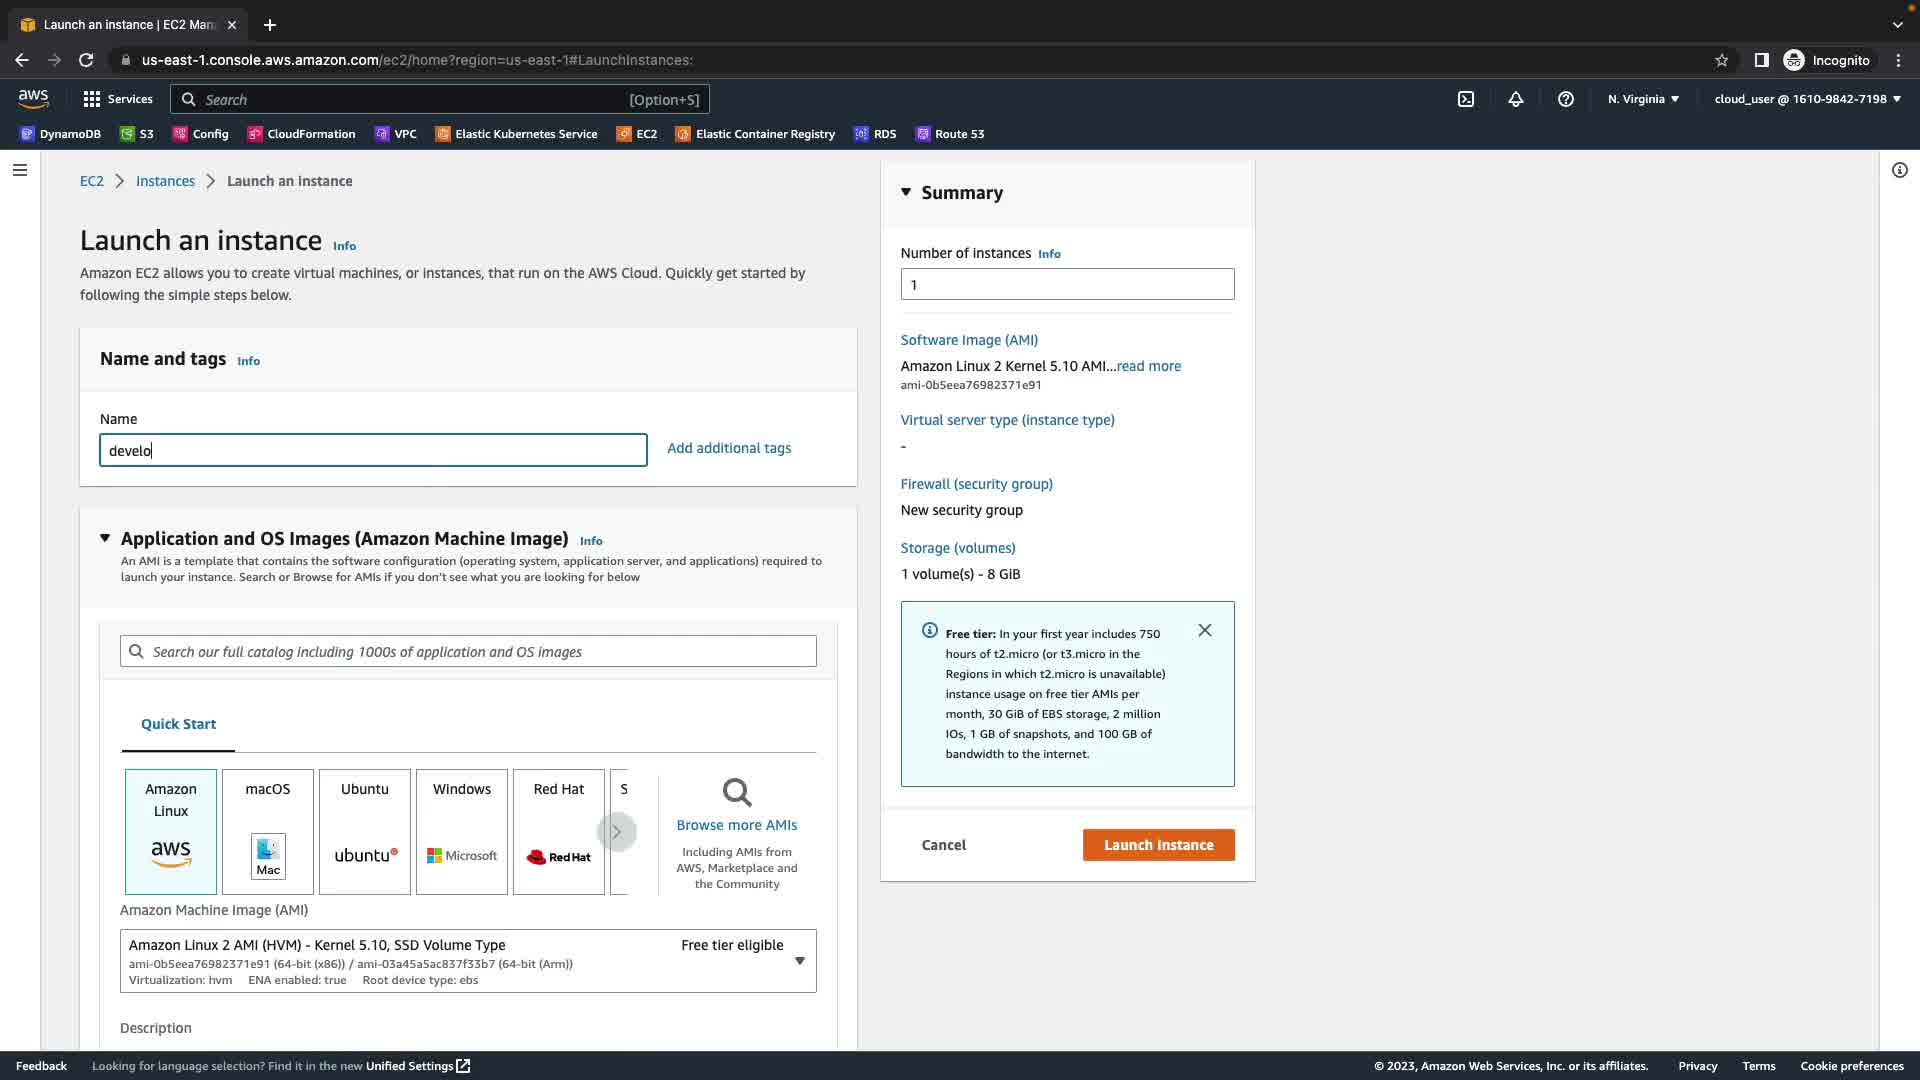 Launch an instance | EC2 Man
us-east-1.console.aws.amazon.com/ec2/home?region=us-east-1#LaunchInstances:
Incognito
aws
Services
Search
[Option+S]
N. Virginia
cloud_user @ 1610-9842-7198
DynamoDB
S3
Config
CloudFormation
VPC
Elastic Kubernetes Service
EC2
Elastic Container Registry
RDS
Route 53
EC2
Instances
Launch an instance
Launch an instance Info
Amazon EC2 allows you to create virtual machines, or instances, that run on the AWS Cloud. Quickly get started by
following the simple steps below.
Name and tags Info
Name
develo
Add additional tags
Application and OS Images (Amazon Machine Image) Info
An AMI is a template that contains the software configuration (operating system, application server, and applications) required to
launch your instance. Search or Browse for AMIs if you don't see what you are looking for below
Search our full catalog including 1000s of application and OS images
Quick Start
Amazon
Linux
aws
macOS
Mac
Ubuntu
ubuntu
Windows
Microsoft
Red Hat
Red Hat
S
Browse more AMIs
Including AMIs from
AWS, Marketplace and
the Community
Amazon Machine Image (AMI)
Amazon Linux 2 AMI (HVM) - Kernel 5.10, SSD Volume Type
Free tier eligible
ami-0b5eea76982371e91 (64-bit (x86)) / ami-03a45a5ac837f33b7 (64-bit (Arm))
Virtualization: hvm ENA enabled: true Root device type: ebs
Description
Summary
Number of instances Info
1
Software Image (AMI)
Amazon Linux 2 Kernel 5.10 AMI...read more
ami-0b5eea76982371e91
Virtual server type (instance type)
-
Firewall (security group)
New security group
Storage (volumes)
1 volume(s) - 8 GiB
Free tier: In your first year includes 750
hours of t2.micro (or t3.micro in the
Regions in which t2.micro is unavailable)
instance usage on free tier AMIs per
month, 30 GiB of EBS storage, 2 million
IOs, 1 GB of snapshots, and 100 GB of
bandwidth to the internet.
Cancel
Launch instance
Feedback
Looking for language selection? Find it in the new Unified Settings
© 2023, Amazon Web Services, Inc. or its affiliates.
Privacy
Terms
Cookie preferences